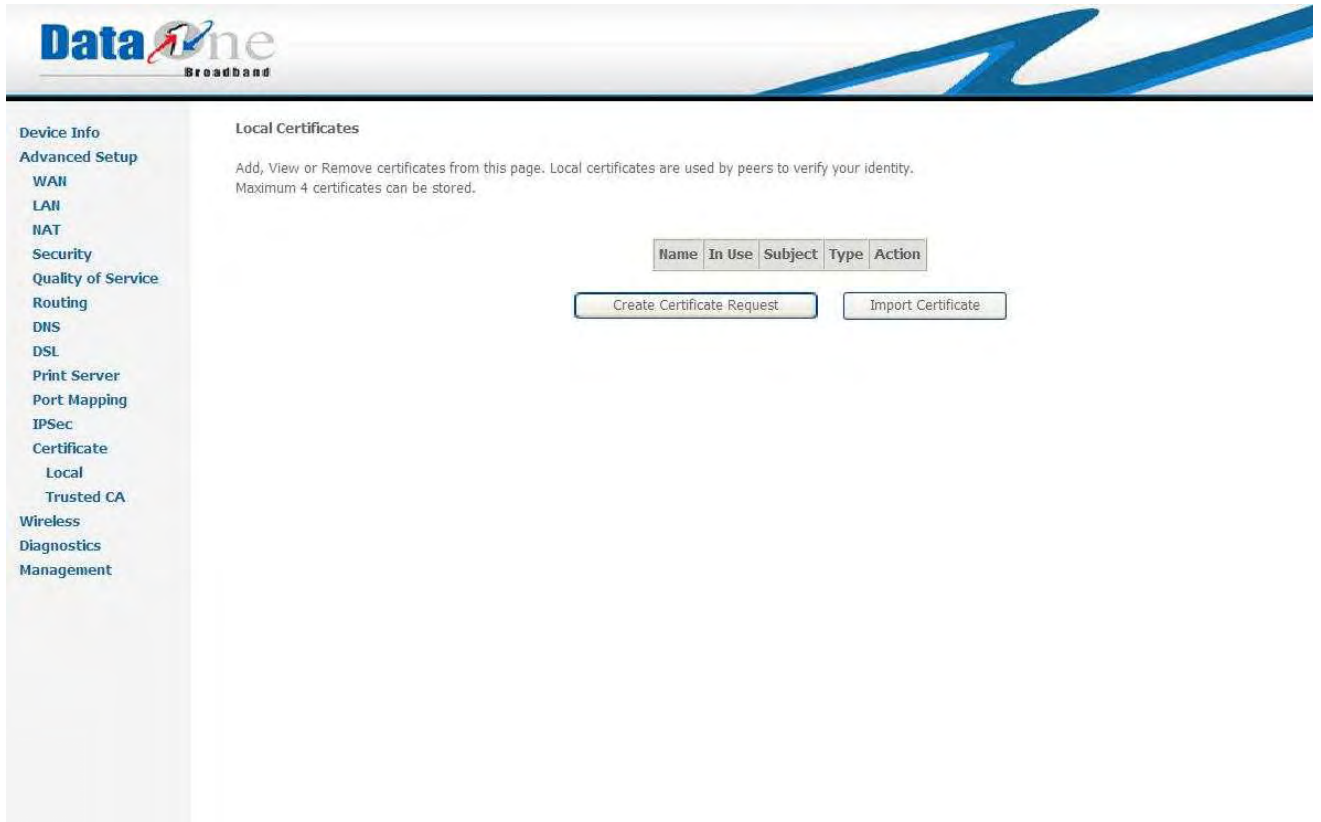 Data One
Broadband
Device Info
Advanced Setup
WAN
LAN
NAT
Security
Quality of Service
Routing
DNS
DSL
Print Server
Port Mapping
IPSec
Certificate
Local
Trusted CA
Wireless
Diagnostics
Management
Local Certificates
Add, View or Remove certificates from this page. Local certificates are used by peers to verify your identity.
Maximum 4 certificates can be stored.
Name In Use Subject Type Action
Create Certificate Request Import Certificate